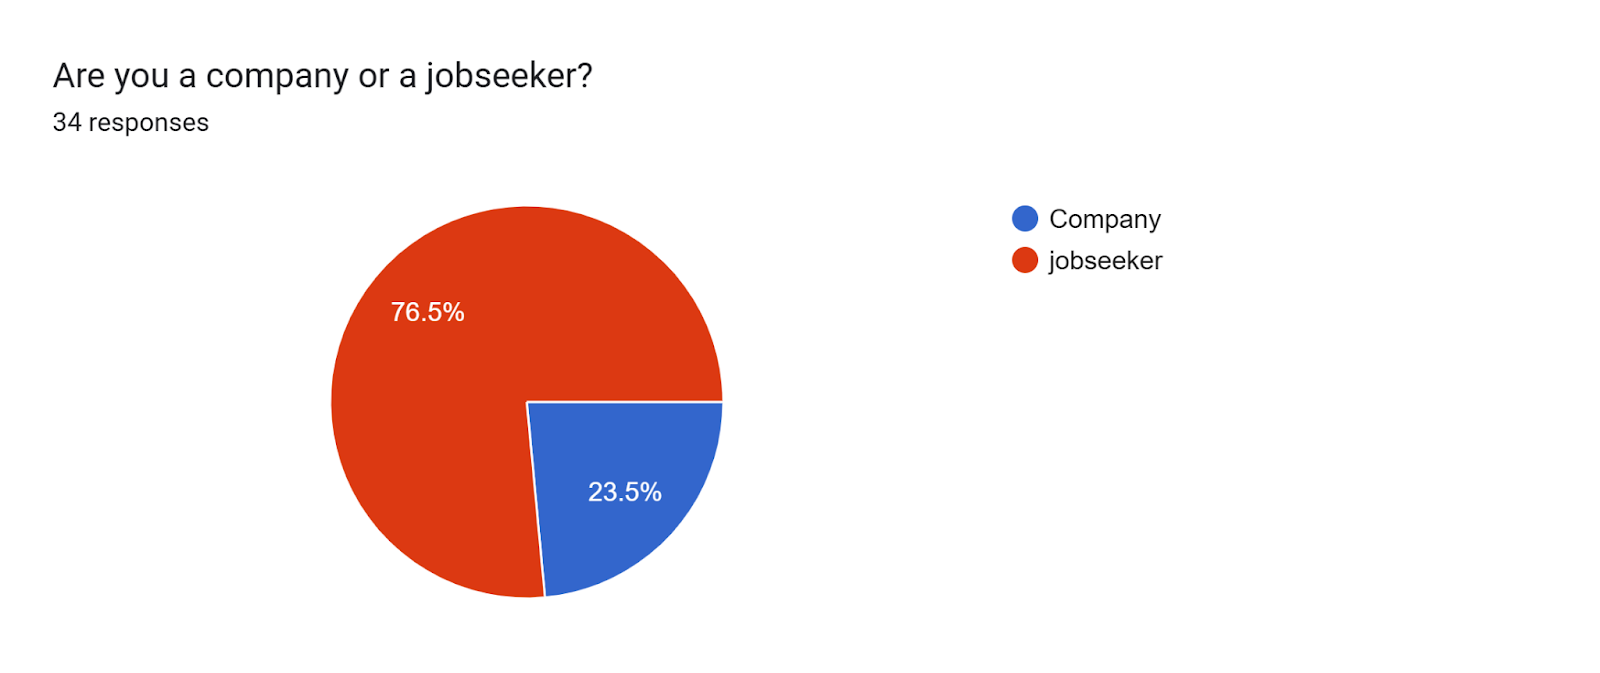 Are you a company or a jobseeker?
34 responses
Company
jobseeker
76.5%
23.5%